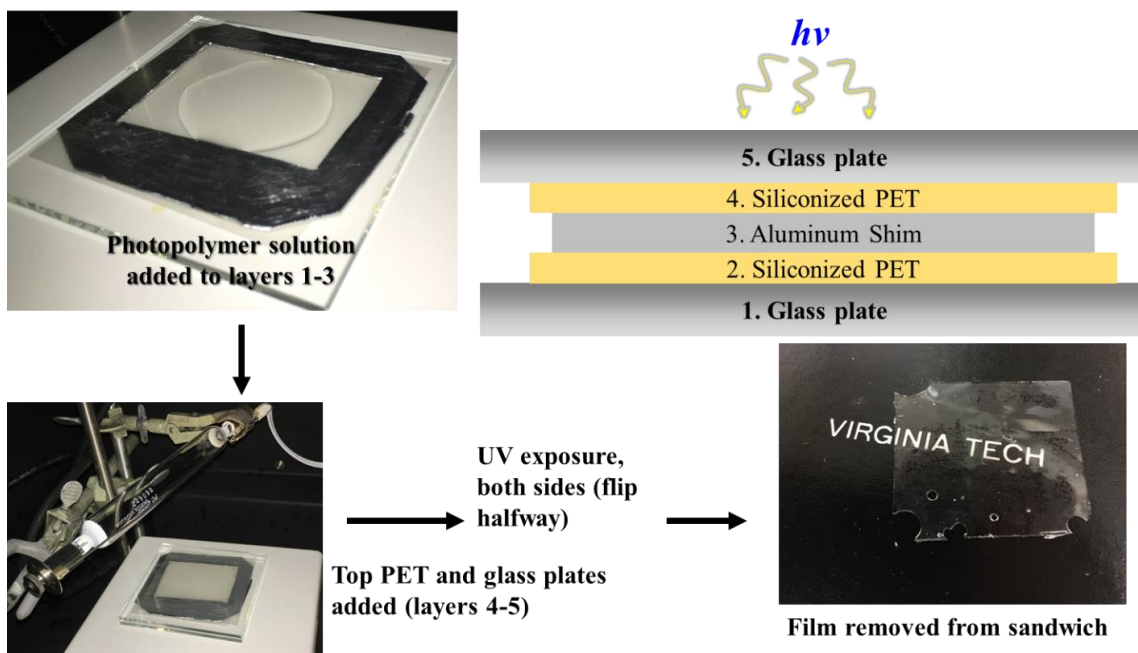 Photopolymer solution
added to layers 1-3
hν
5. Glass plate
4. Siliconized PET
3. Aluminum Shim
2. Siliconized PET
1. Glass plate
UV exposure,
both sides (flip
halfway)
Top PET and glass plates
added (layers 4-5)
VIRGINIA TECH
Film removed from sandwich